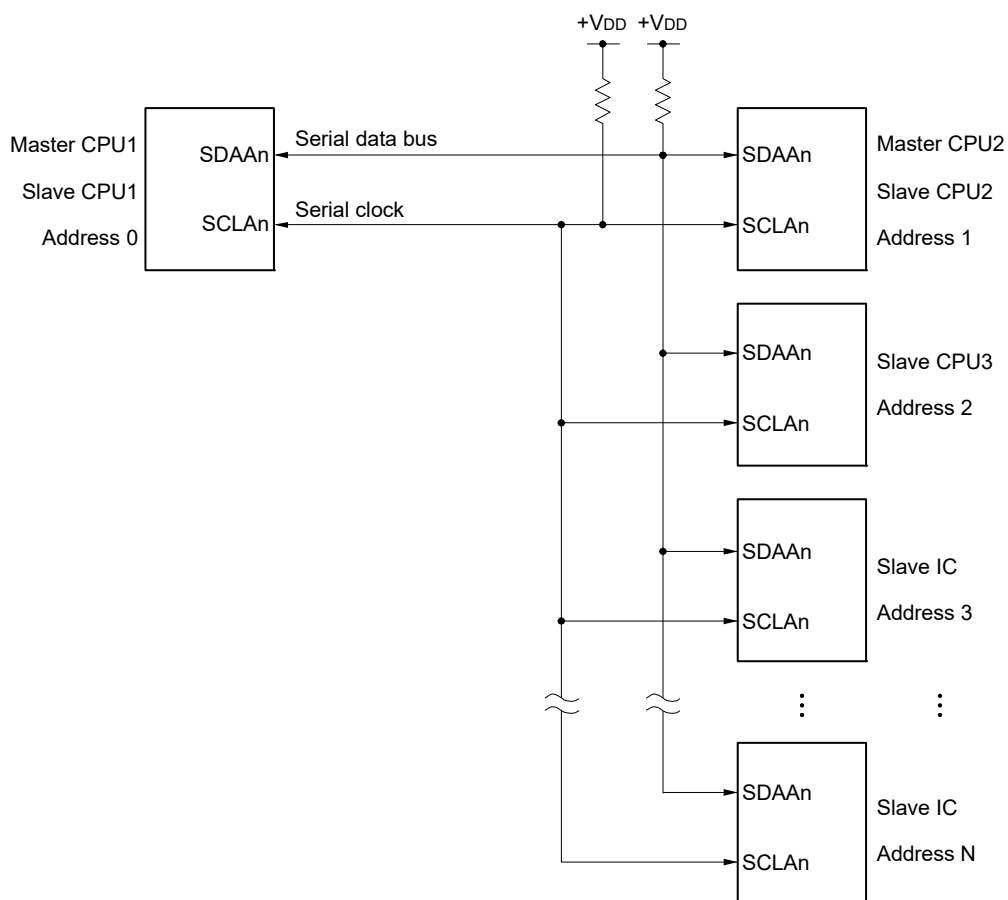 +VDD +VDD
Master CPU1
Slave CPU1
Address 0
SDAAn
SCLAn
Serial data bus
Serial clock
SDAAn
SCLAn
Master CPU2
Slave CPU2
Address 1
SDAAn
SCLAn
Slave CPU3
Address 2
SDAAn
SCLAn
Slave IC
Address 3
SDAAn
SCLAn
Slave IC
Address N